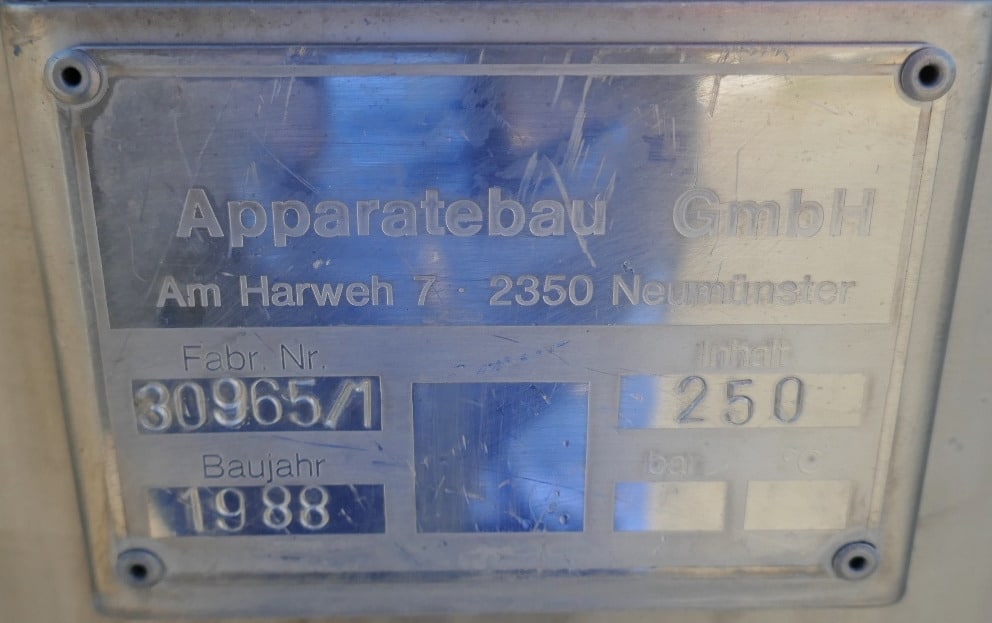 Apparatebau GmbH
Am Harweh 7 · 2350 Neumünster
Fabr. Nr.
30965/1
Inhalt
250
Baujahr
1988
bar °C